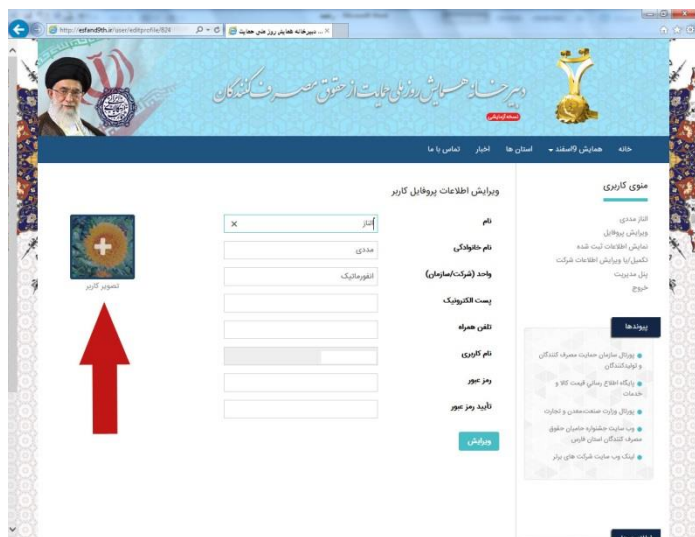 http://esfand9th.ir/user/editprofile/824
دبیرخانه همایش روز ملی حمایت ...
دبیرخانه همایش روز ملی حمایت از حقوق مصرف کنندگان
نسخه آزمایشی
خانه
همایش 9اسفند
استان ها
اخبار
تماس با ما
منوی کاربری
الناز مددی
ویرایش پروفایل
نمایش اطلاعات ثبت شده
تکمیل/یا ویرایش اطلاعات شرکت
پنل مدیریت
خروج
پیوندها
پورتال سازمان حمایت مصرف کنندگان
و تولیدکنندگان
پایگاه اطلاع رسانی قیمت کالا و
خدمات
پورتال وزارت صنعت،معدن و تجارت
وب سایت جشنواره حامیان حقوق
مصرف کنندگان استان فارس
لینک وب سایت شرکت های برتر
ویرایش اطلاعات پروفایل کاربر
نام
الناز
نام خانوادگی
مددی
واحد (شرکت/سازمان)
انفورماتیک
پست الکترونیک
تلفن همراه
نام کاربری
رمز عبور
تأیید رمز عبور
ویرایش
تصویر کاربر